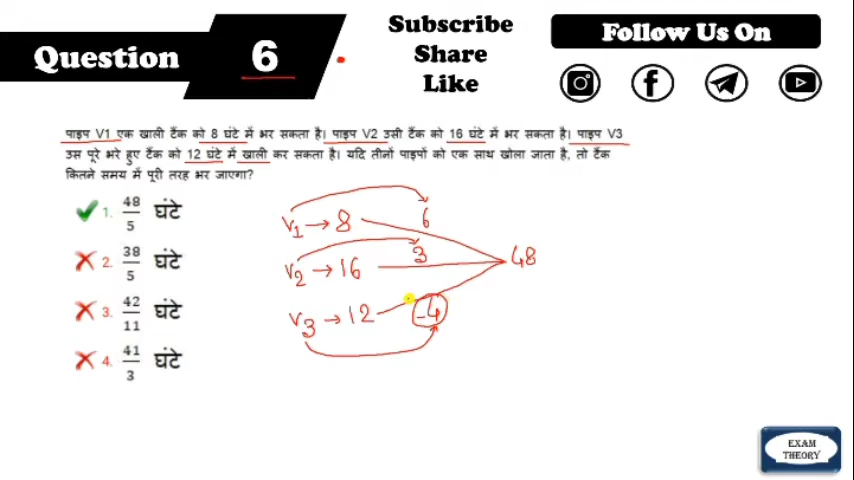 Question 6
Subscribe
Share
Like
Follow Us On
पाइप V1 एक खाली टैंक को 8 घंटे में भर सकता है। पाइप V2 उसी टैंक को 16 घंटे में भर सकता है। पाइप V3
उस पूरे भरे हुए टैंक को 12 घंटे में खाली कर सकता है। यदि तीनों पाइपों को एक साथ खोला जाता है, तो टैंक
कितने समय में पूरी तरह भर जाएगा?
1. 48/5 घंटे
2. 38/5 घंटे
3. 42/11 घंटे
4. 41/3 घंटे
V1 → 8 6
V2 → 16 3 48
V3 → 12 -4
EXAM
THEORY